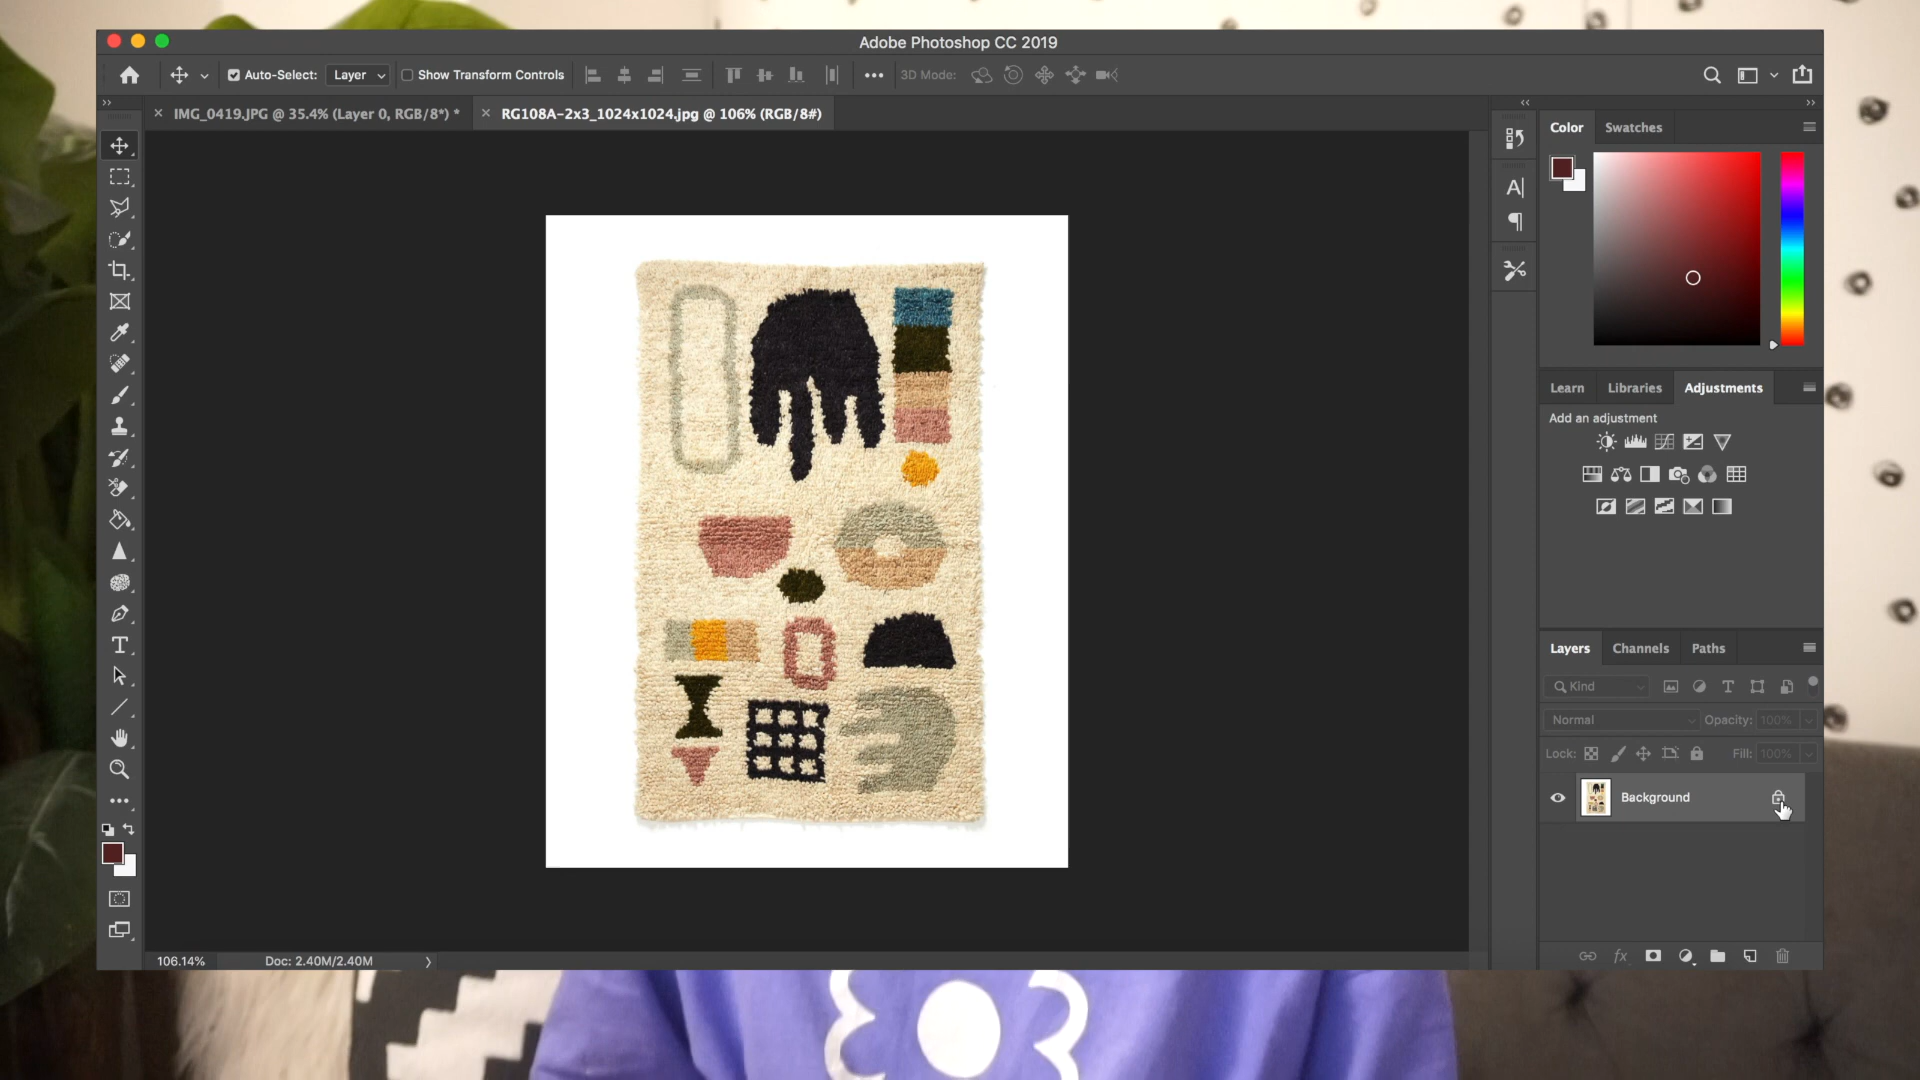 Adobe Photoshop CC 2019
Auto-Select: Layer Show Transform Controls 3D Mode:
IMG_0419.JPG @ 35.4% (Layer 0, RGB/8*) * RG108A-2x3_1024x1024.jpg @ 106% (RGB/8#)
Color Swatches
Learn Libraries Adjustments
Add an adjustment
Layers Channels Paths
Kind
Normal Opacity: 100%
Lock: Fill: 100%
Background
106.14% Doc: 2.40M/2.40M